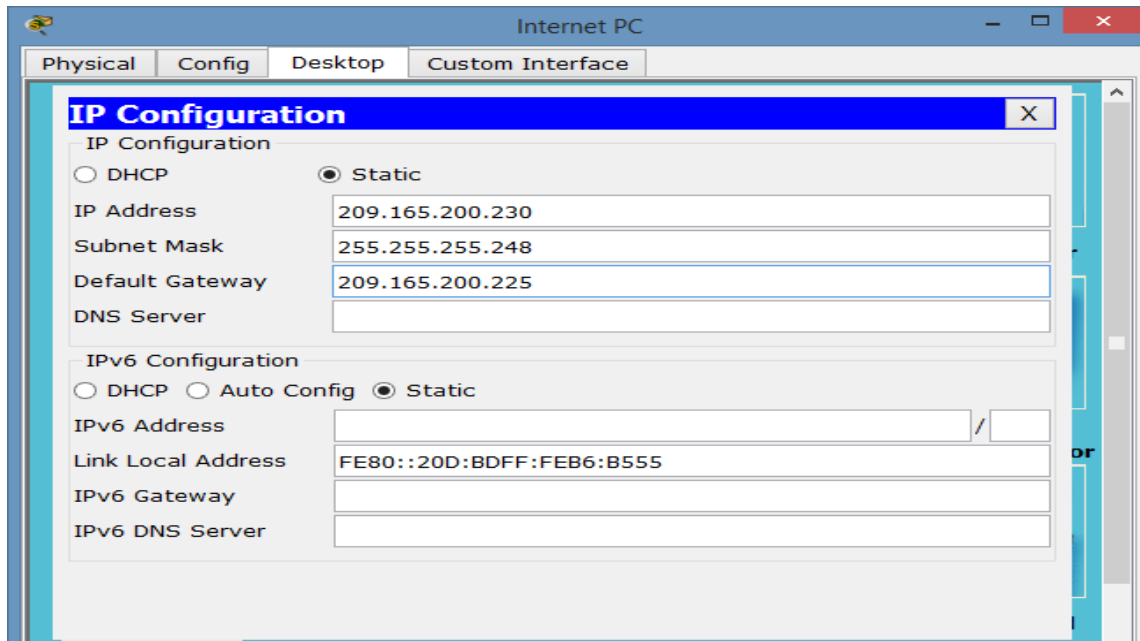 Internet PC
Physical Config Desktop Custom Interface
IP Configuration X
IP Configuration
DHCP Static
IP Address 209.165.200.230
Subnet Mask 255.255.255.248
Default Gateway 209.165.200.225
DNS Server
IPv6 Configuration
DHCP Auto Config Static
IPv6 Address /
Link Local Address FE80::20D:BDFF:FEB6:B555
IPv6 Gateway
IPv6 DNS Server